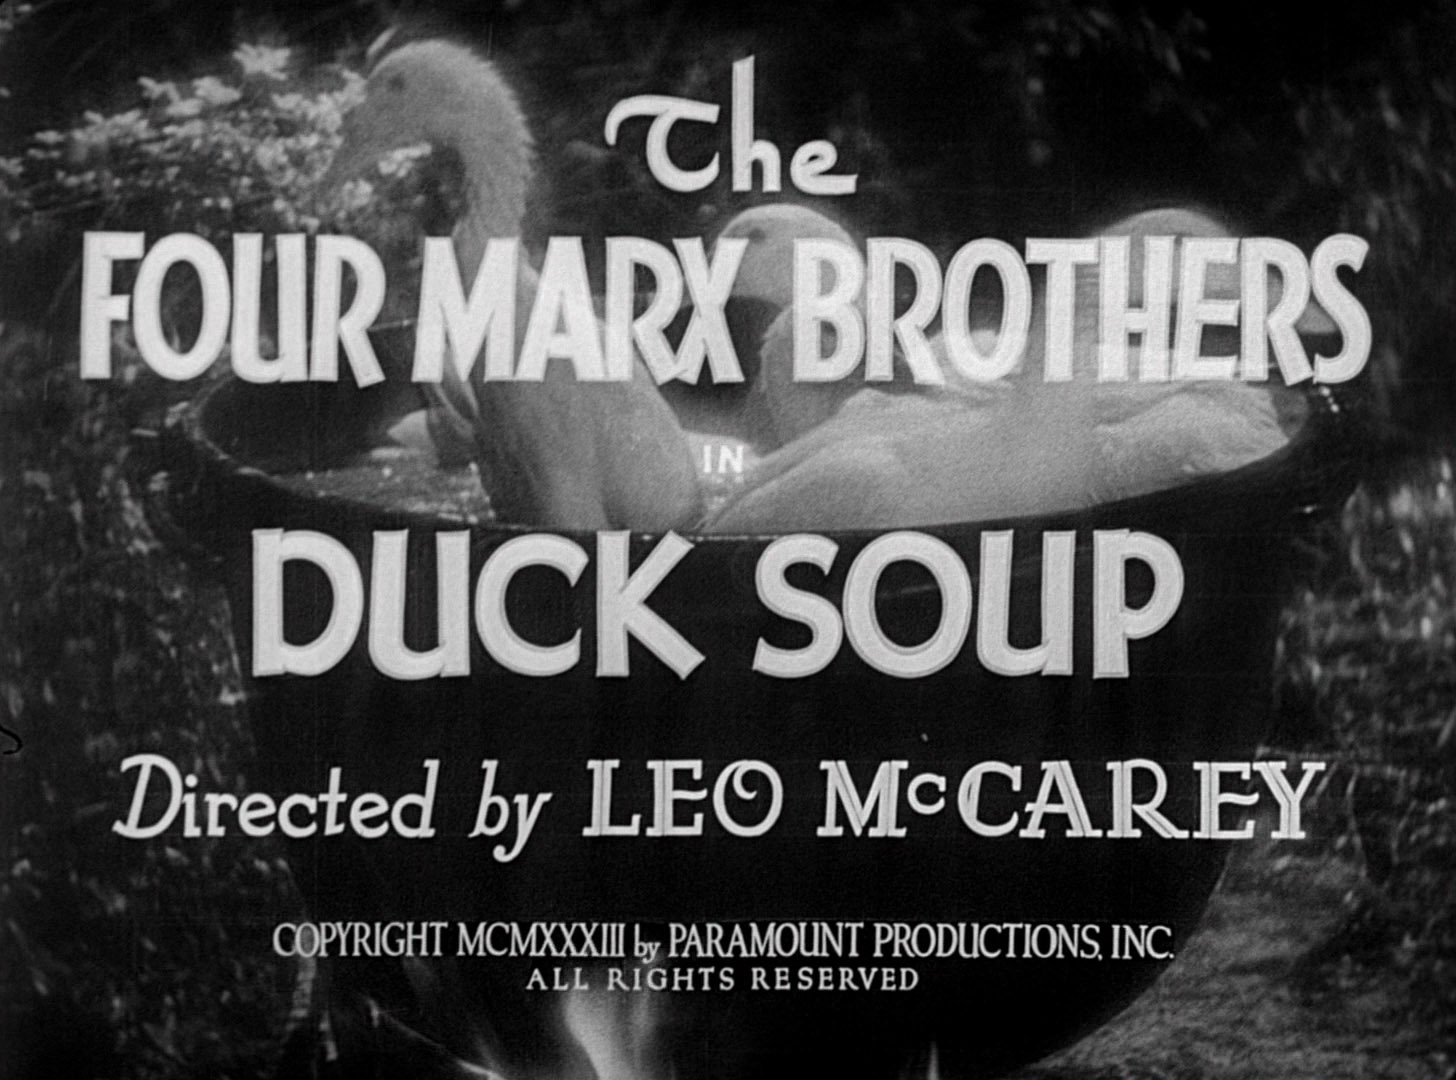 The
FOUR MARX BROTHERS
IN
DUCK SOUP
Directed by LEO McCAREY
COPYRIGHT MCMXXXIII by PARAMOUNT PRODUCTIONS, INC.
ALL RIGHTS RESERVED